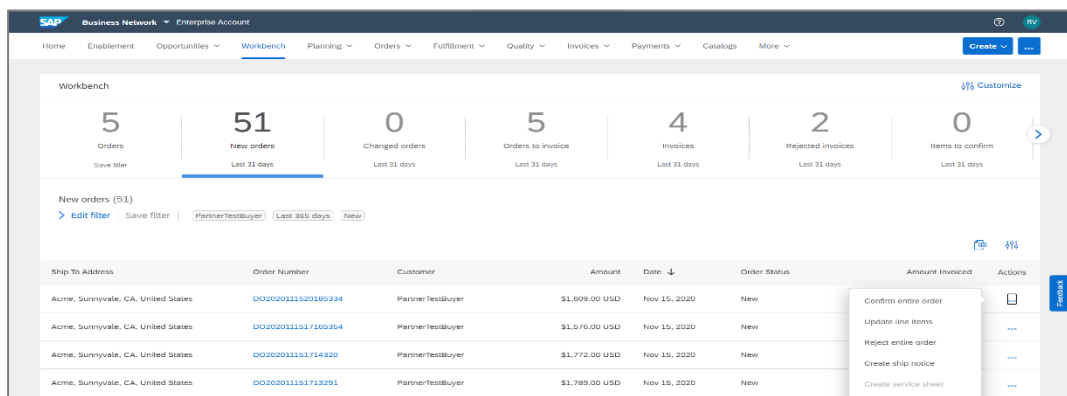 SAP Business Network Enterprise Account RV
Home Enablement Opportunities Workbench Planning Orders Fulfillment Quality Invoices Payments Catalogs More Create ...
Workbench Customize
5 51 0 5 4 2 0
Orders New orders Changed orders Orders to invoice Invoices Rejected invoices Items to confirm
Save filter Last 31 days Last 31 days Last 31 days Last 31 days Last 31 days Last 31 days
New orders (51)
Edit filter Save filter PartnerTestBuyer Last 365 days New
Ship To Address Order Number Customer Amount Date Order Status Amount Invoiced Actions
Feedback
Acme, Sunnyvale, CA, United States DO2020111520185334 PartnerTestBuyer $1,609.00 USD Nov 15, 2020 New Confirm entire order ...
Acme, Sunnyvale, CA, United States DO2020111517165354 PartnerTestBuyer $1,576.00 USD Nov 15, 2020 New Update line items ...
Reject entire order
Acme, Sunnyvale, CA, United States DO202011151714320 PartnerTestBuyer $1,772.00 USD Nov 15, 2020 New Create ship notice ...
Acme, Sunnyvale, CA, United States DO202011151713291 PartnerTestBuyer $1,789.00 USD Nov 15, 2020 New Create service sheet ...